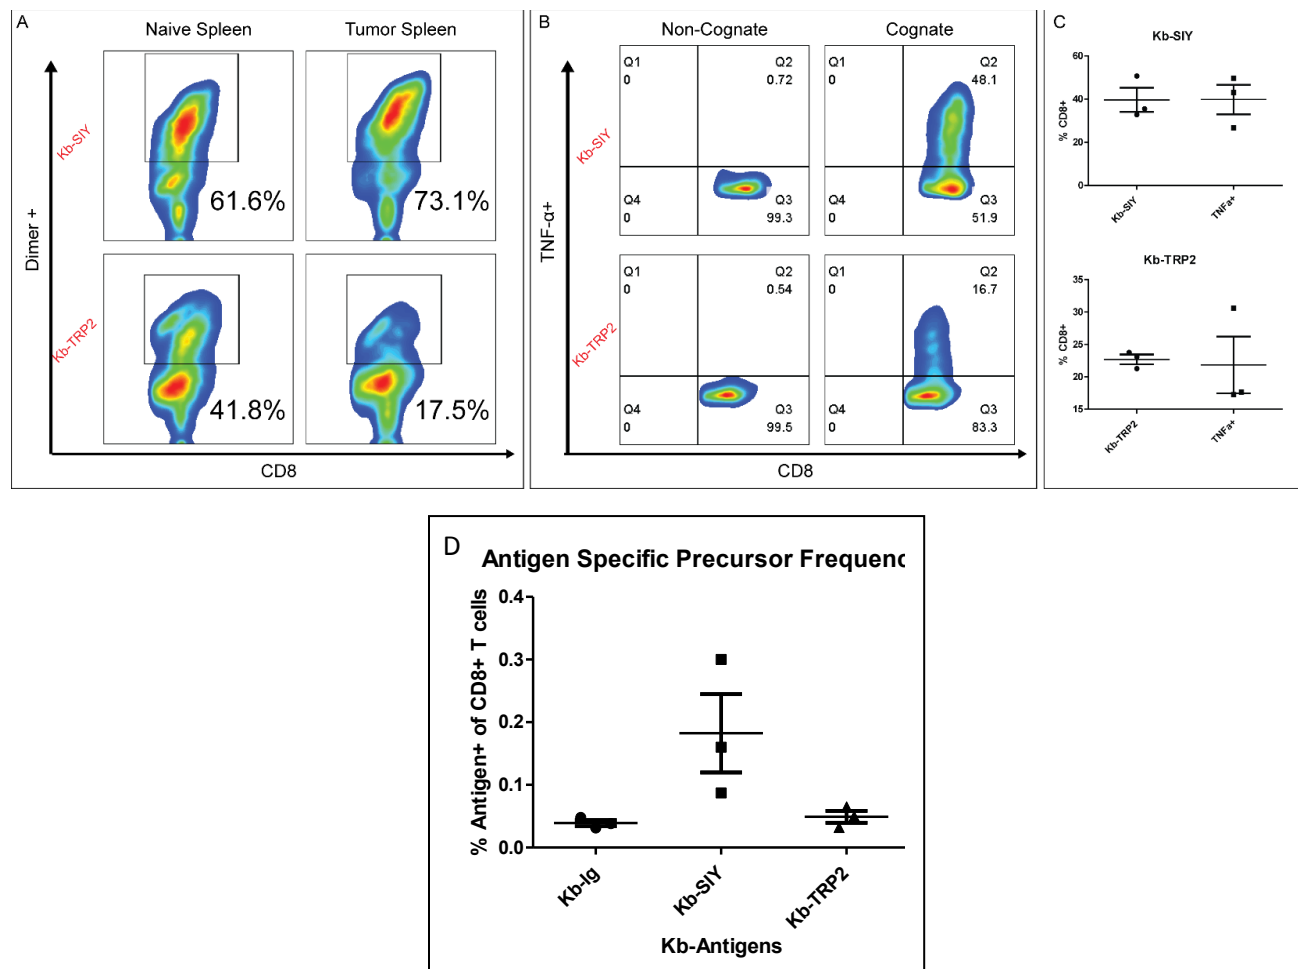 A
Naive Spleen
Tumor Spleen
Dimer +
Kb-SIY
61.6%
73.1%
Kb-TRP2
41.8%
17.5%
CD8
B
Non-Cognate
Cognate
TNF-α+
Kb-SIY
Q1
0
Q2
0.72
Q4
0
Q3
99.3
Q1
0
Q2
48.1
Q4
0
Q3
51.9
Kb-TRP2
Q1
0
Q2
0.54
Q4
0
Q3
99.5
Q1
0
Q2
16.7
Q4
0
Q3
83.3
CD8
C
Kb-SIY
% CD8+
60
40
20
0
Kb-SIY
TNFa+
Kb-TRP2
% CD8+
35
30
25
20
15
Kb-TRP2
TNFa+
D
Antigen Specific Precursor Frequenc
% Antigen+ of CD8+ T cells
0.4
0.3
0.2
0.1
0.0
Kb-Ig
Kb-SIY
Kb-TRP2
Kb-Antigens